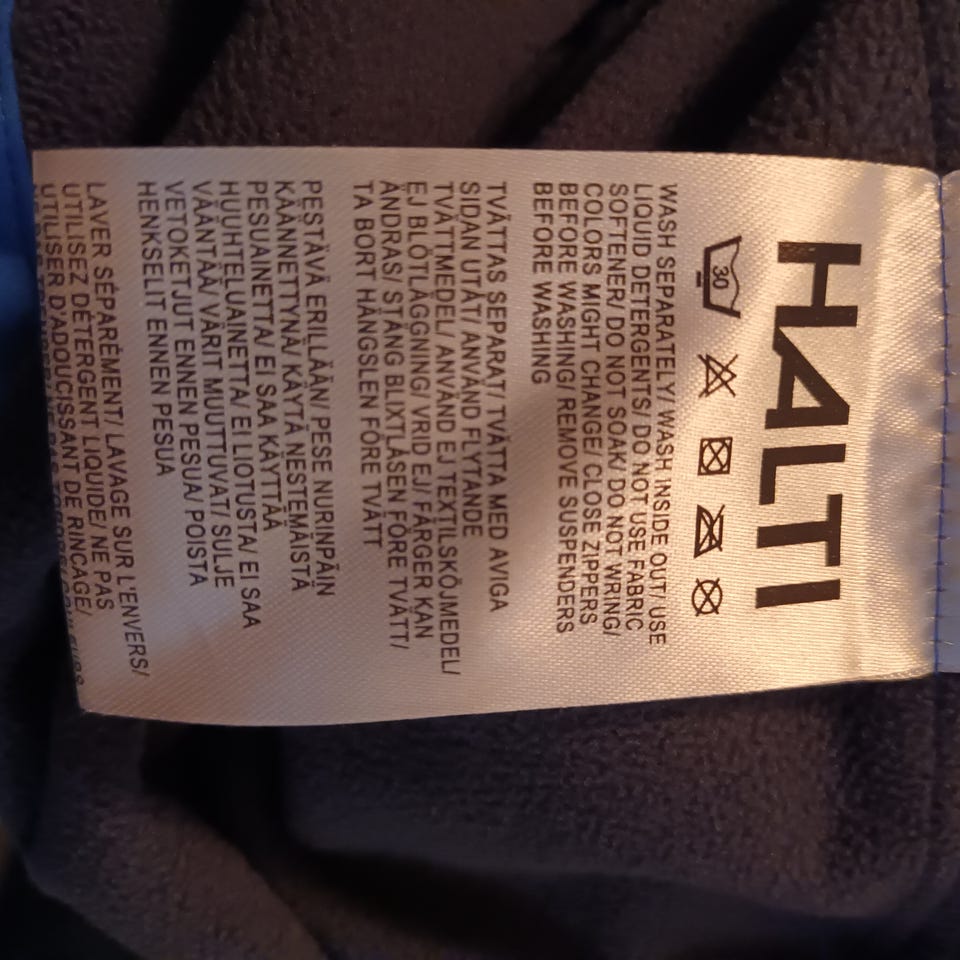 HALTI
30
WASH SEPARATELY/ WASH INSIDE OUT/ USE
LIQUID DETERGENTS/ DO NOT USE FABRIC
SOFTENER/ DO NOT SOAK/ DO NOT WRING/
COLORS MIGHT CHANGE/ CLOSE ZIPPERS
BEFORE WASHING/ REMOVE SUSPENDERS
BEFORE WASHING
TVÄTTAS SEPARAT/ TVÄTTA MED AVIGA
SIDAN UTÅT/ ANVÄND FLYTANDE
TVÄTTMEDEL/ ANVÄND EJ TEXTILSKÖJMEDEL/
EJ BLÖTLÄGGNING/ VRID EJ/ FÄRGER KAN
ÄNDRAS/ STÄNG BLIXTLÅSEN FÖRE TVÄTT/
TA BORT HÄNGSLEN FÖRE TVÄTT
PESTÄVÄ ERILLÄÄN/ PESE NURINPÄIN
KÄÄNNETTYNÄ/ KÄYTÄ NESTEMÄISTÄ
PESUAINETTA/ EI SAA KÄYTTÄÄ
HUUHTELUAINETTA/ EI LIOTUSTA/ EI SAA
VÄÄNTÄÄ/ VÄRIT MUUTTUVAT/ SULJE
VETOKETJUT ENNEN PESUA/ POISTA
HENKSELIT ENNEN PESUA
LAVER SÉPARÉMENT/ LAVAGE SUR L'ENVERS/
UTILISEZ DÉTERGENT LIQUIDE/ NE PAS
UTILISER D'ADOUCISSANT DE RINCAGE/